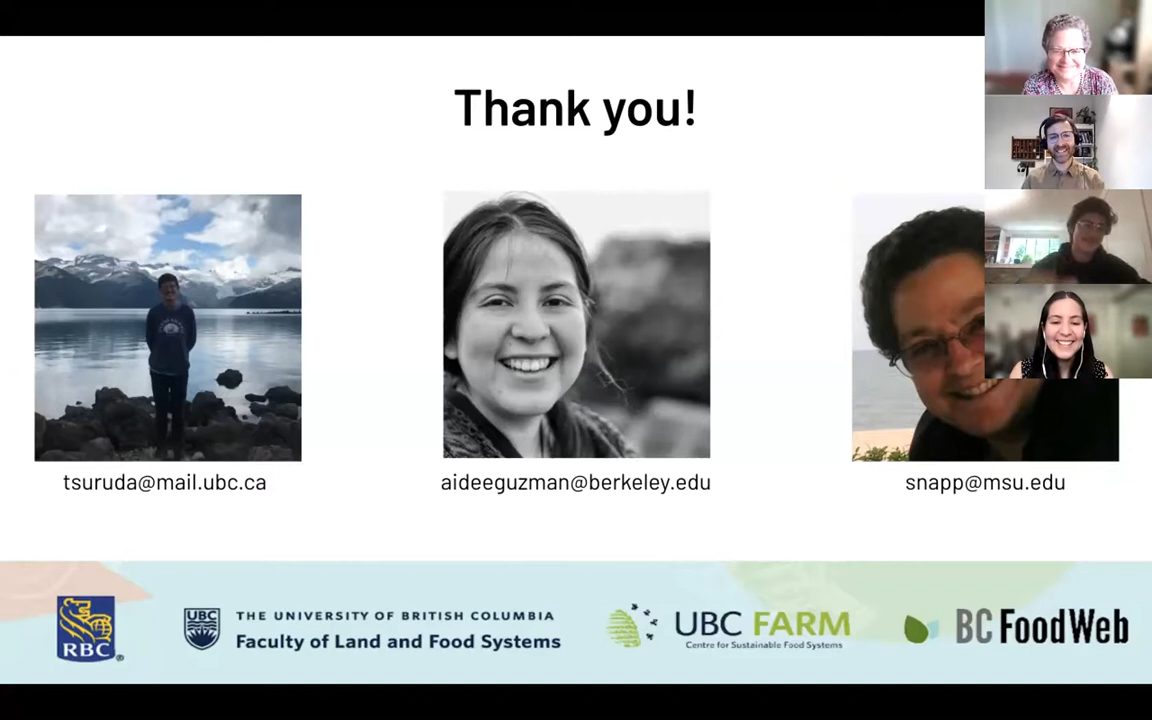 Thank you!
tsuruda@mail.ubc.ca
aideeguzman@berkeley.edu
snapp@msu.edu
RBC®
UBC
THE UNIVERSITY OF BRITISH COLUMBIA
Faculty of Land and Food Systems
UBC FARM
Centre for Sustainable Food Systems
BC FoodWeb